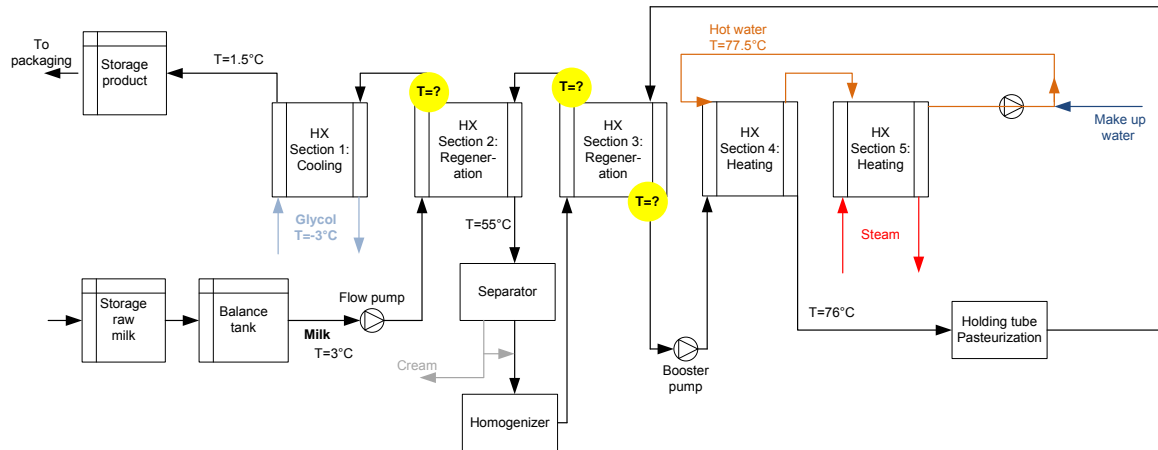 Hot water
T=77.5°C
To
packaging
Storage
product
T=1.5°C
T=?
T=?
HX
Section 1:
Cooling
HX
Section 2:
Regener-
ation
HX
Section 3:
Regener-
ation
HX
Section 4:
Heating
HX
Section 5:
Heating
Make up
water
T=?
Glycol
T=-3°C
T=55°C
Steam
Storage
raw
milk
Balance
tank
Flow pump
Milk
T=3°C
Separator
T=76°C
Holding tube
Pasteurization
Cream
Booster
pump
Homogenizer